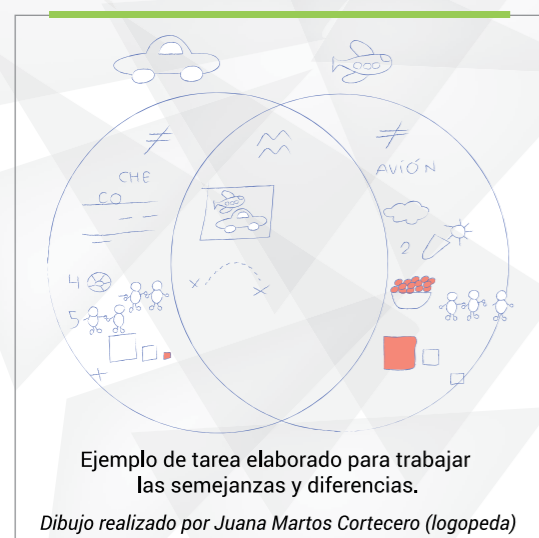 ≠
≠
CHE
CO
AVIÓN
2
4
5
x
x
+
Ejemplo de tarea elaborado para trabajar
las semejanzas y diferencias.
Dibujo realizado por Juana Martos Cortecero (logopeda)